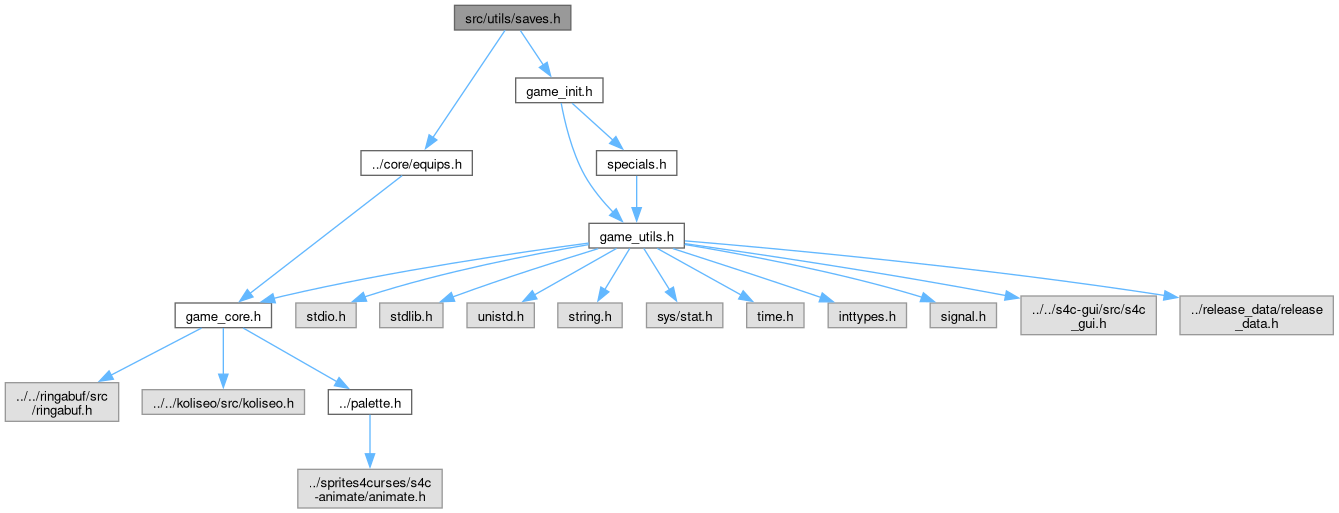 src/utils/saves.h
game_init.h
../core/equips.h
specials.h
game_utils.h
game_core.h
stdio.h
stdlib.h
unistd.h
string.h
sys/stat.h
time.h
inttypes.h
signal.h
../../s4c-gui/src/s4c
_gui.h
../release_data/release
_data.h
../../ringabuf/src
/ringabuf.h
../../koliseo/src/koliseo.h
../palette.h
../sprites4curses/s4c
-animate/animate.h